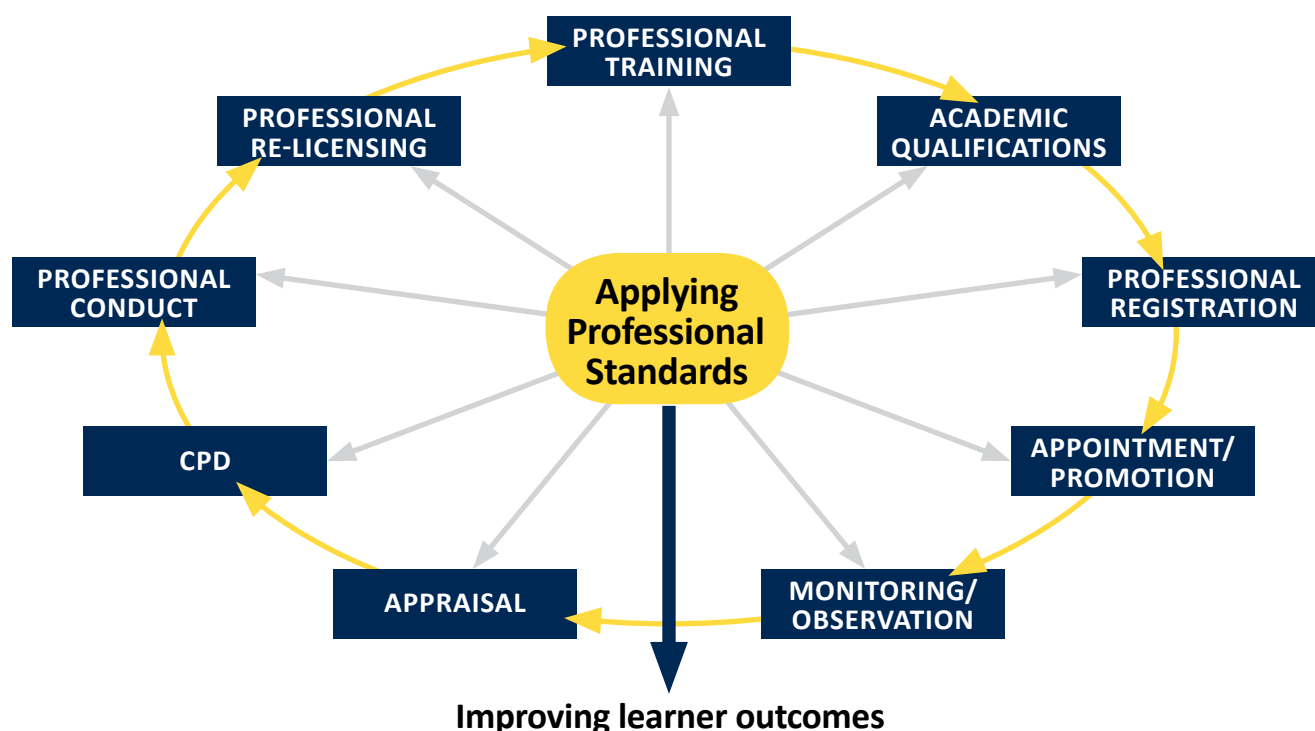 PROFESSIONAL
TRAINING
ACADEMIC
QUALIFICATIONS
PROFESSIONAL
REGISTRATION
APPOINTMENT/
PROMOTION
MONITORING/
OBSERVATION
APPRAISAL
CPD
PROFESSIONAL
CONDUCT
PROFESSIONAL
RE-LICENSING
Applying
Professional
Standards
Improving learner outcomes